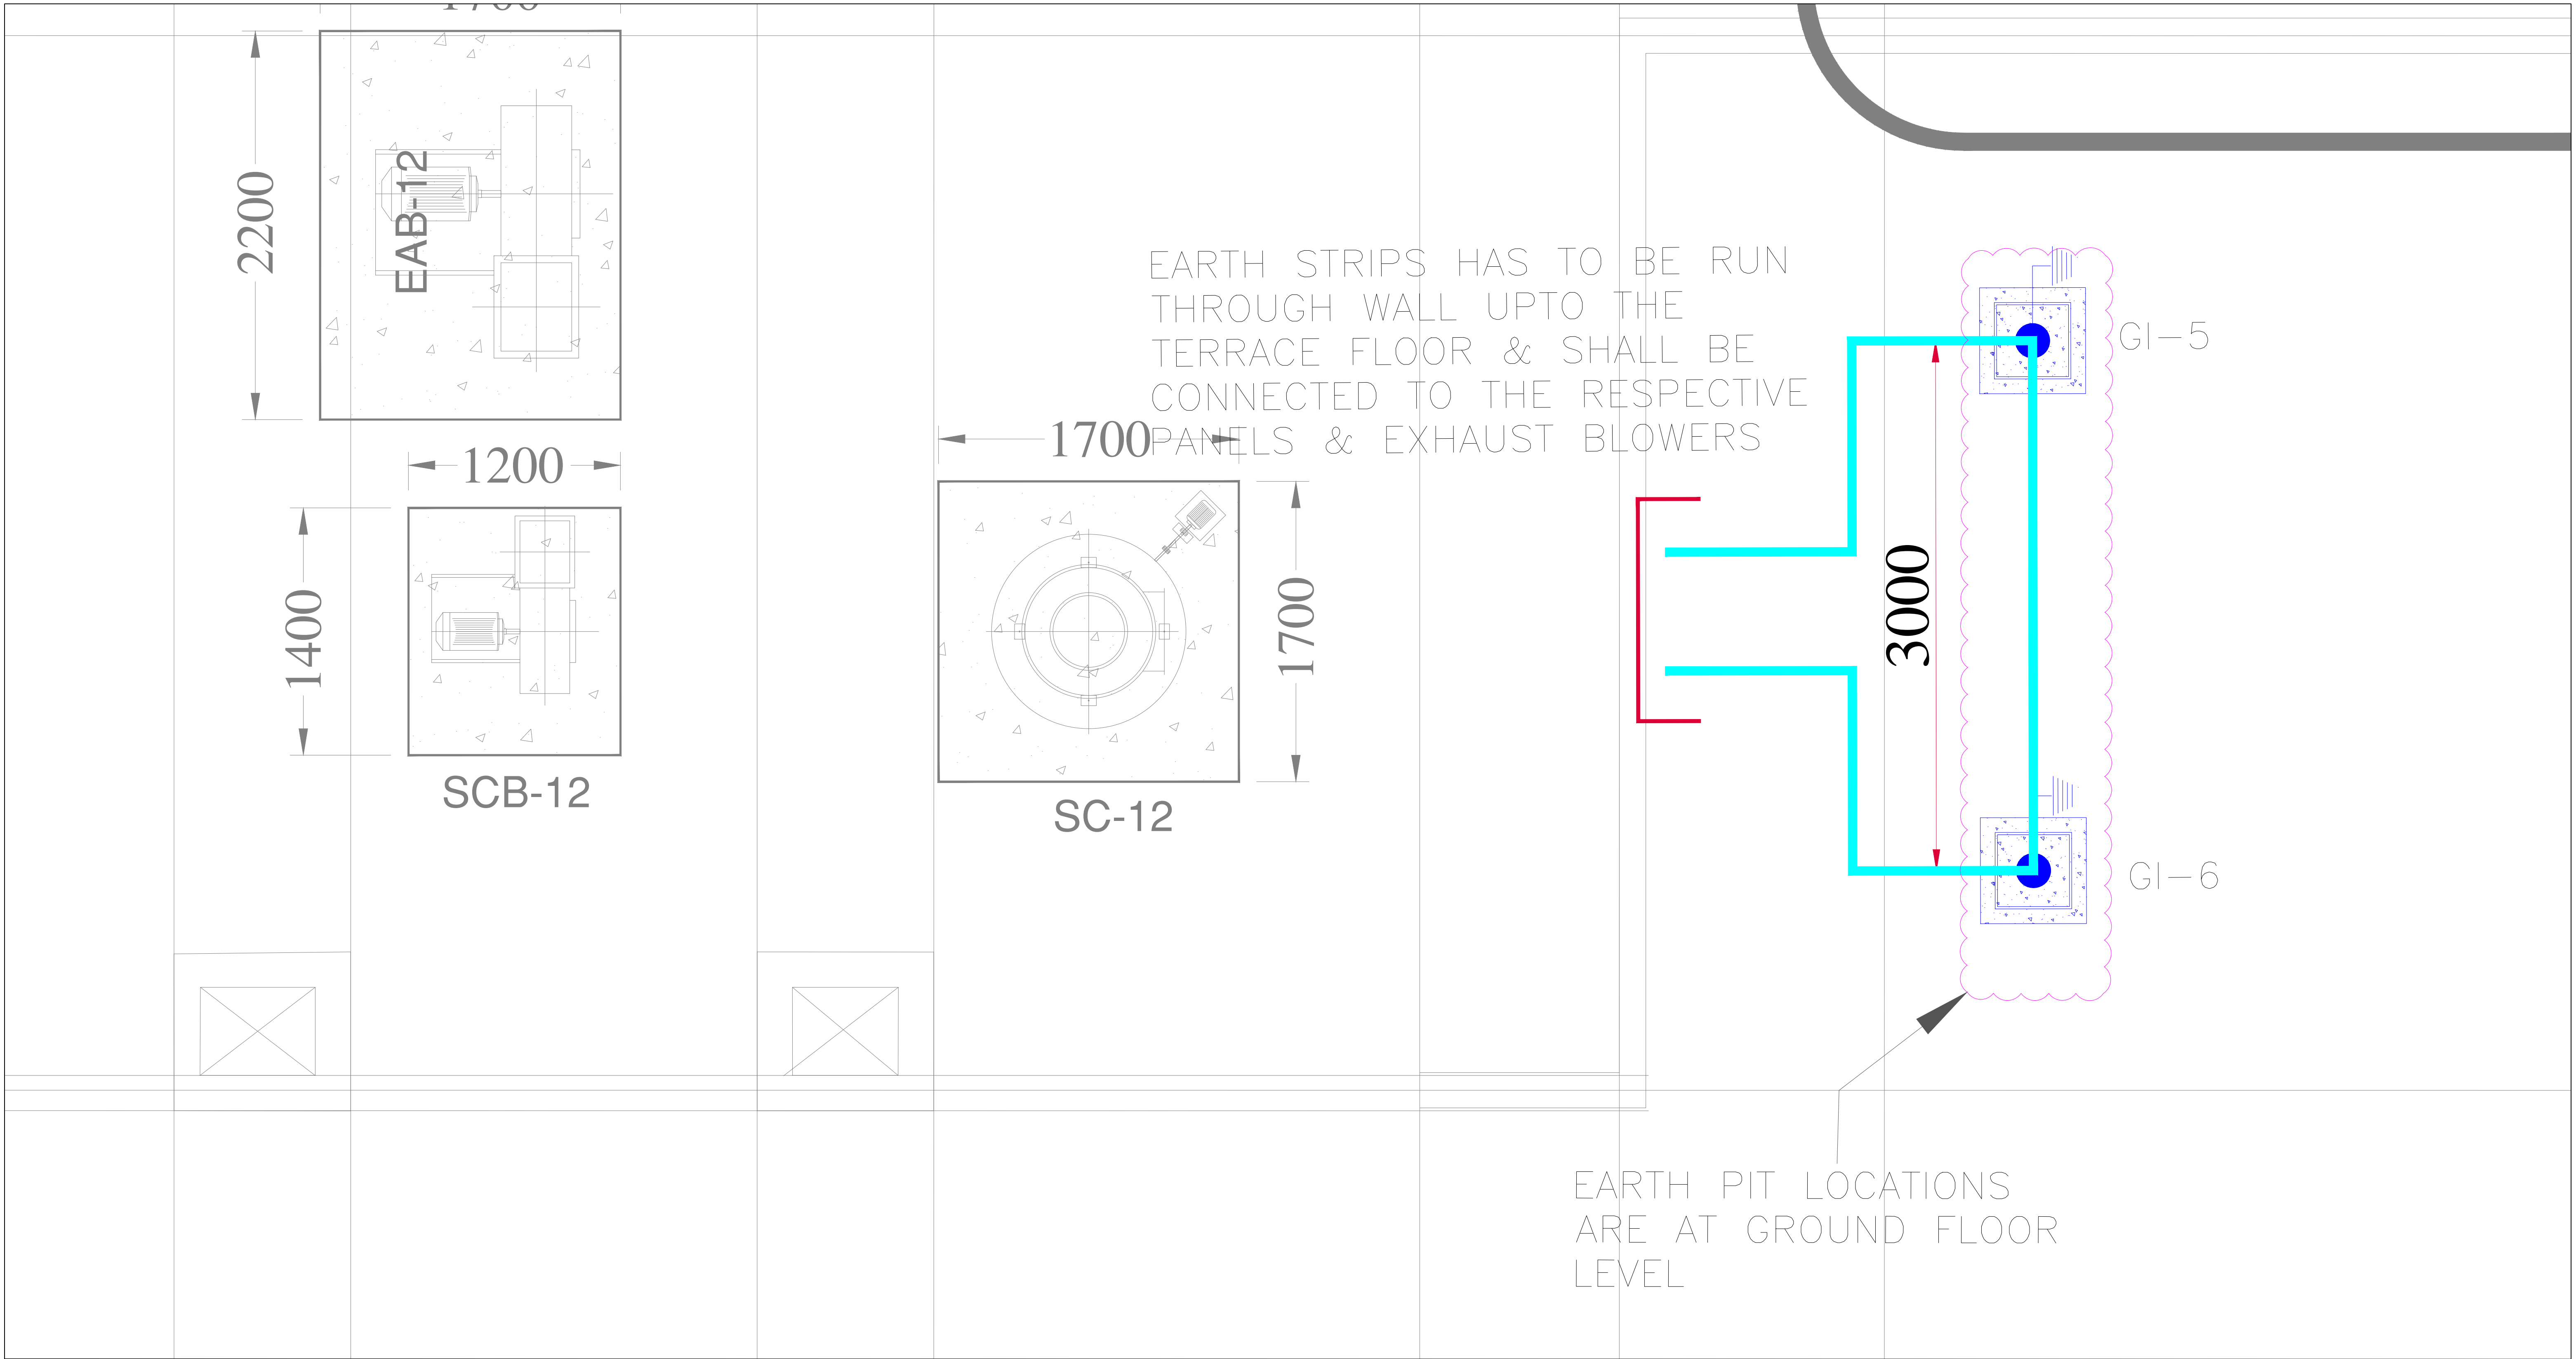 2200
EAB-12
EARTH STRIPS HAS TO BE RUN
THROUGH WALL UPTO THE
TERRACE FLOOR & SHALL BE
CONNECTED TO THE RESPECTIVE
PANELS & EXHAUST BLOWERS
GI-5
1200
1700
1400
1700
3000
SCB-12
SC-12
GI-6
EARTH PIT LOCATIONS
ARE AT GROUND FLOOR
LEVEL